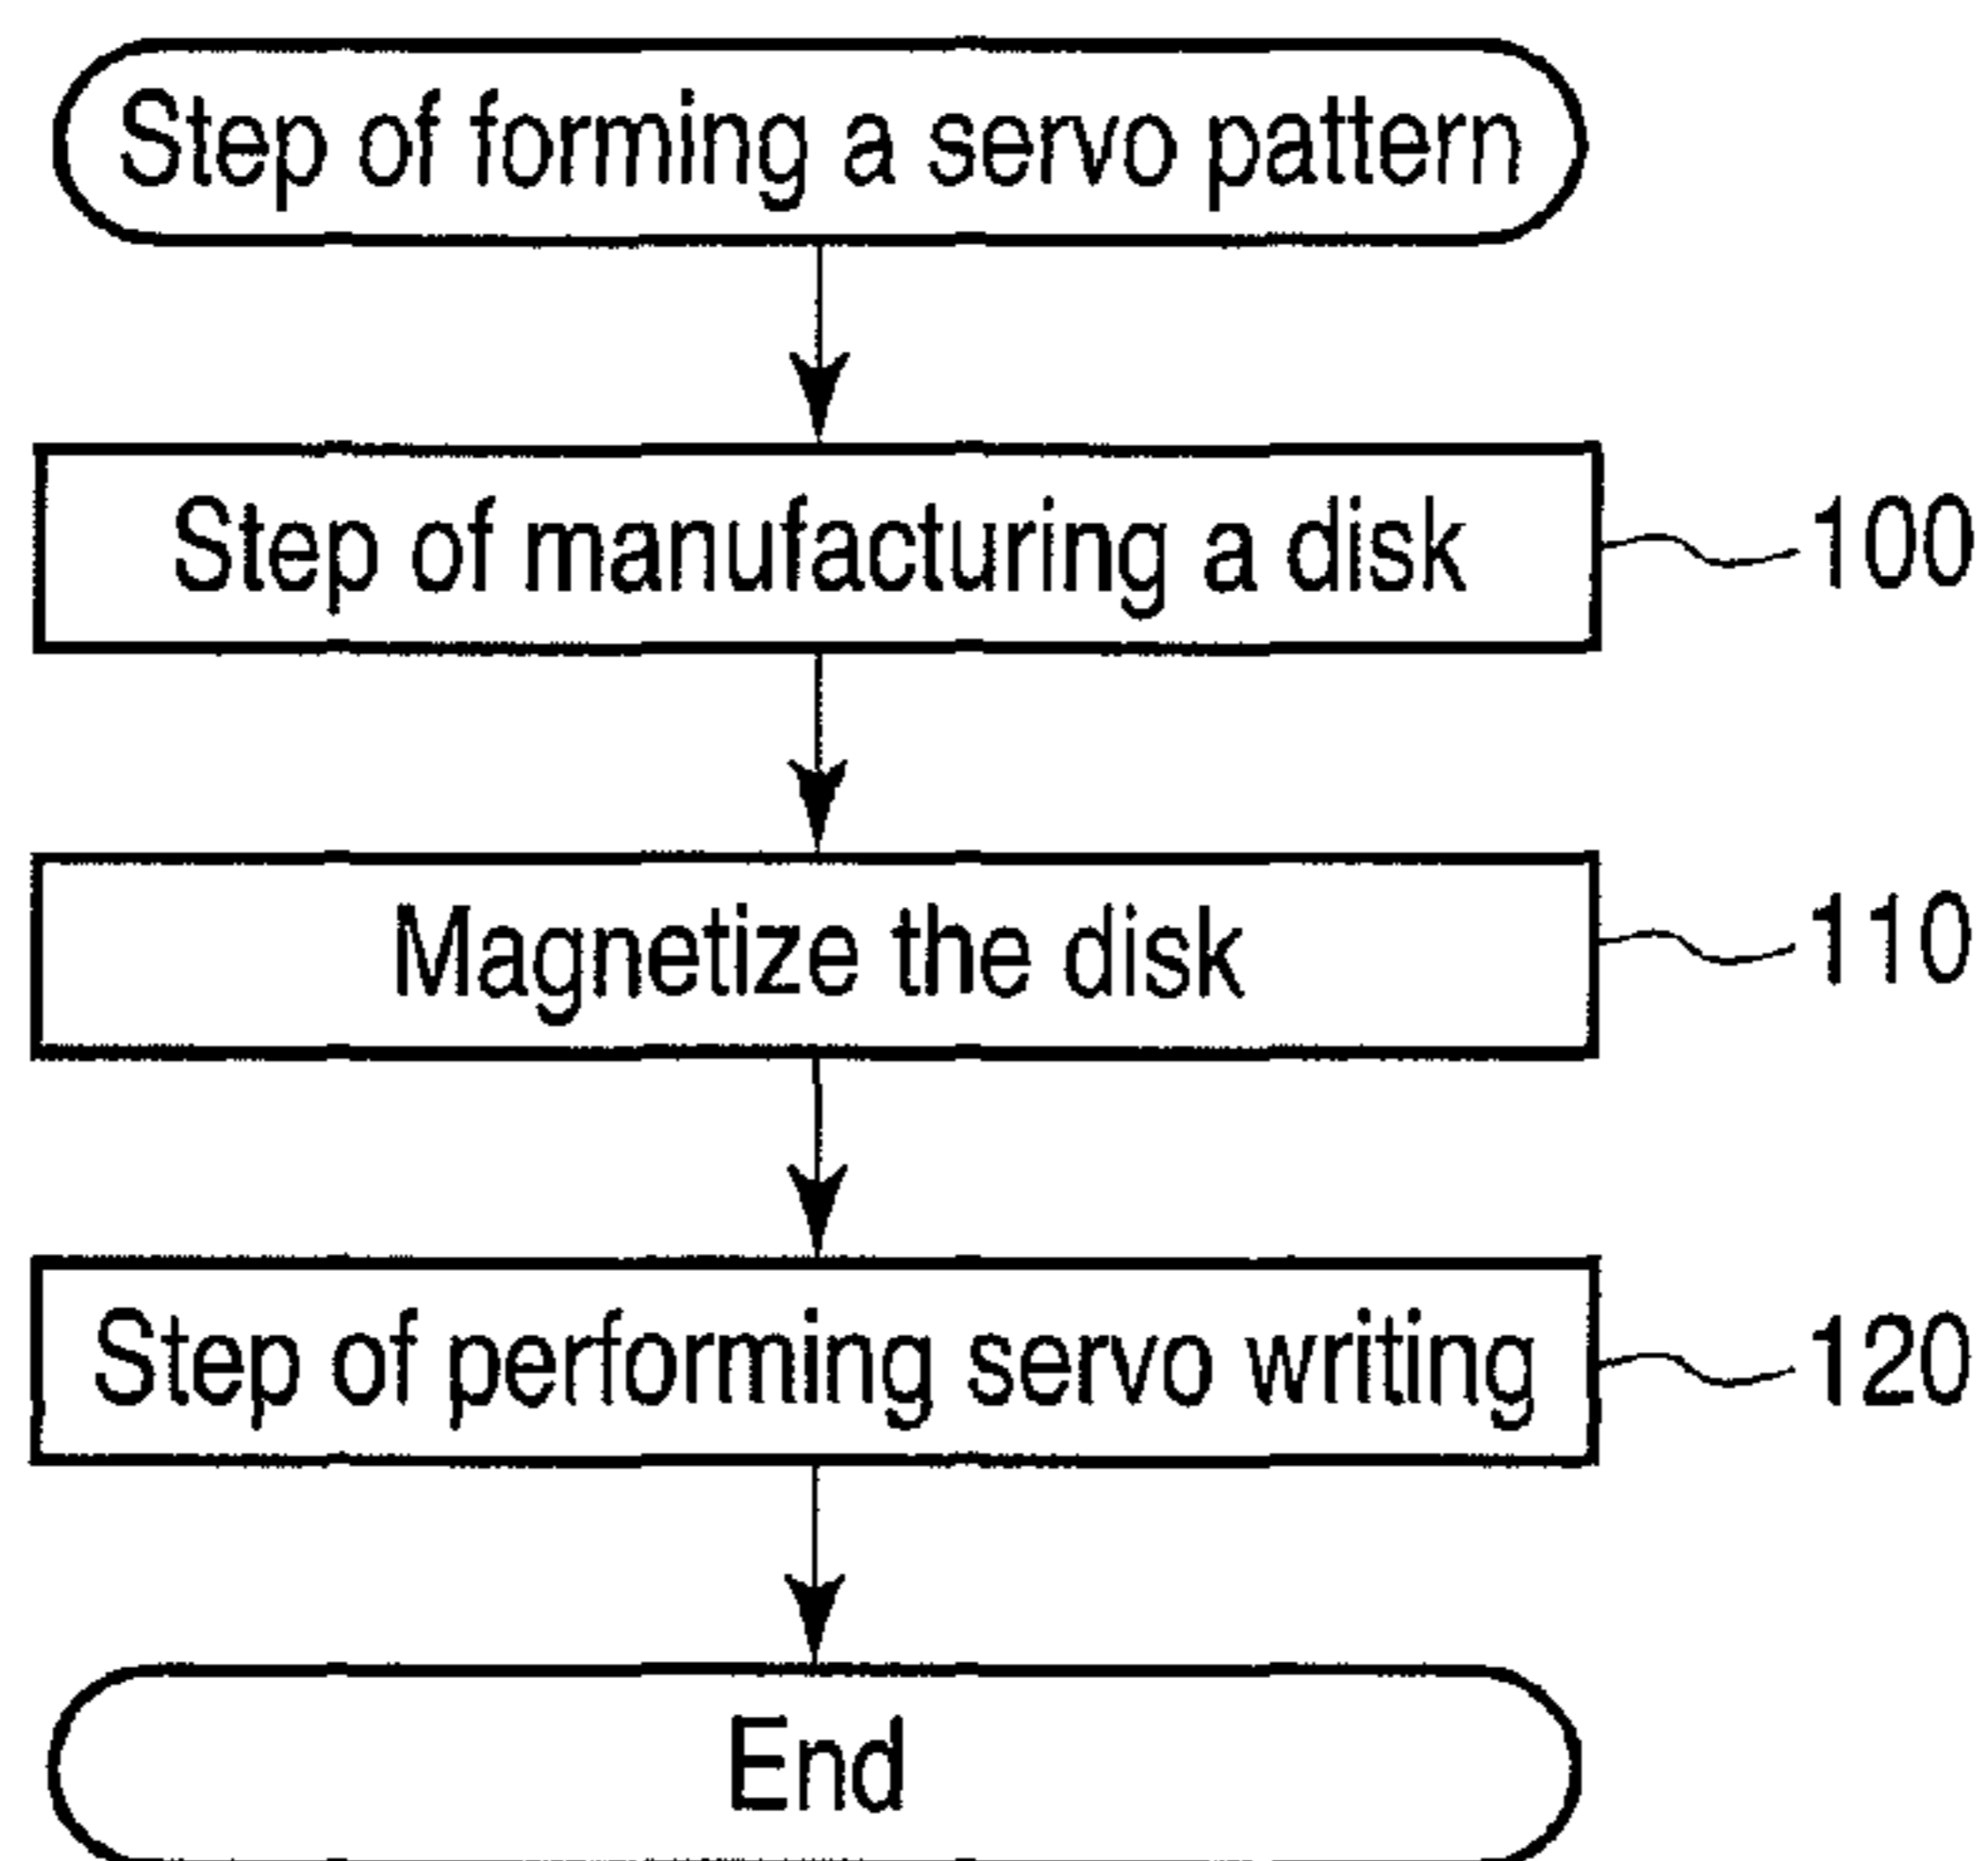 Step of forming a servo pattern
Step of manufacturing a disk
100
Magnetize the disk
110
Step of performing servo writing
120
End